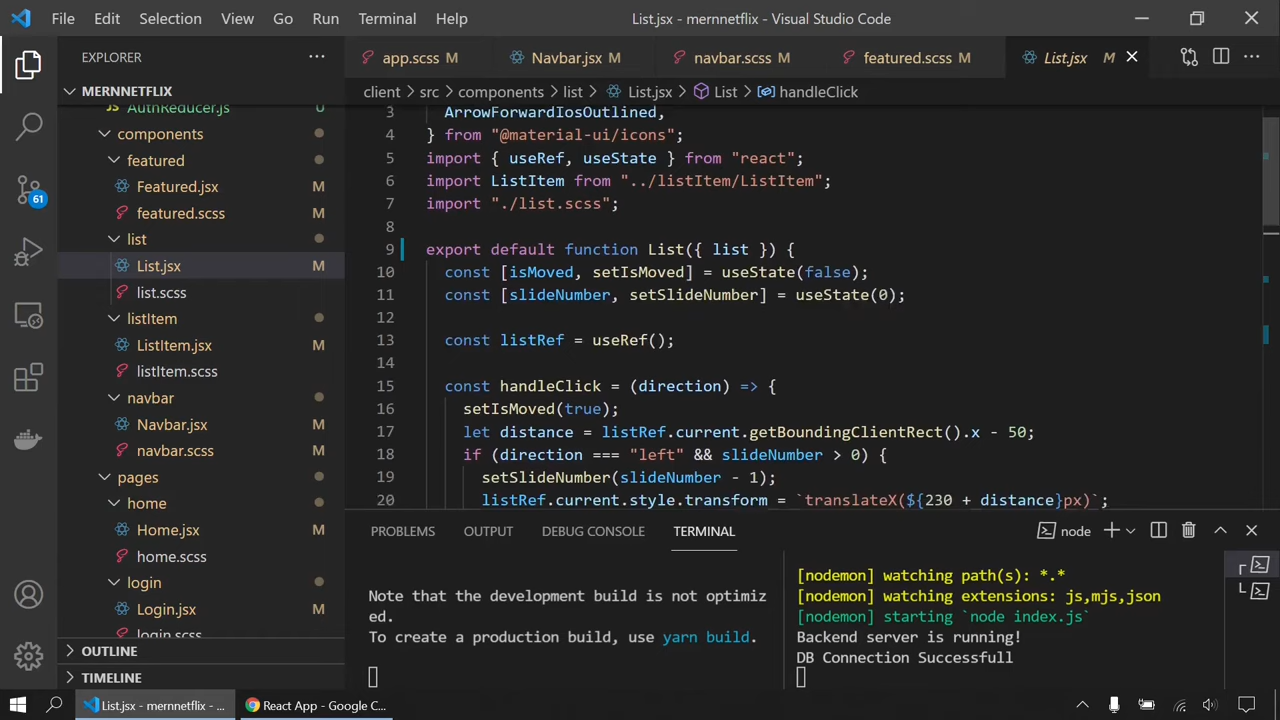 File Edit Selection View Go Run Terminal Help List.jsx - mernnetflix - Visual Studio Code
EXPLORER
app.scss M Navbar.jsx M navbar.scss M featured.scss M List.jsx M
MERNNETFLIX
client > src > components > list > List.jsx > List > handleClick
AuthReducer.js U
components
featured
Featured.jsx M
featured.scss M
list
List.jsx M
list.scss
listItem
ListItem.jsx M
listItem.scss
navbar
Navbar.jsx M
navbar.scss M
pages
home
Home.jsx M
home.scss
login
Login.jsx M
login.scss
OUTLINE
TIMELINE
61
3 ArrowForwardIosOutlined,
4 } from "@material-ui/icons";
5 import { useRef, useState } from "react";
6 import ListItem from "../listItem/ListItem";
7 import "./list.scss";
8
9 export default function List({ list }) {
10 const [isMoved, setIsMoved] = useState(false);
11 const [slideNumber, setSlideNumber] = useState(0);
12
13 const listRef = useRef();
14
15 const handleClick = (direction) => {
16 setIsMoved(true);
17 let distance = listRef.current.getBoundingClientRect().x - 50;
18 if (direction === "left" && slideNumber > 0) {
19 setSlideNumber(slideNumber - 1);
20 listRef.current.style.transform = `translateX(${230 + distance}px)`;
PROBLEMS OUTPUT DEBUG CONSOLE TERMINAL node
Note that the development build is not optimiz
ed.
To create a production build, use yarn build.
[nodemon] watching path(s): *.*
[nodemon] watching extensions: js,mjs,json
[nodemon] starting `node index.js`
Backend server is running!
DB Connection Successfull
List.jsx - mernnetflix - ... React App - Google C...